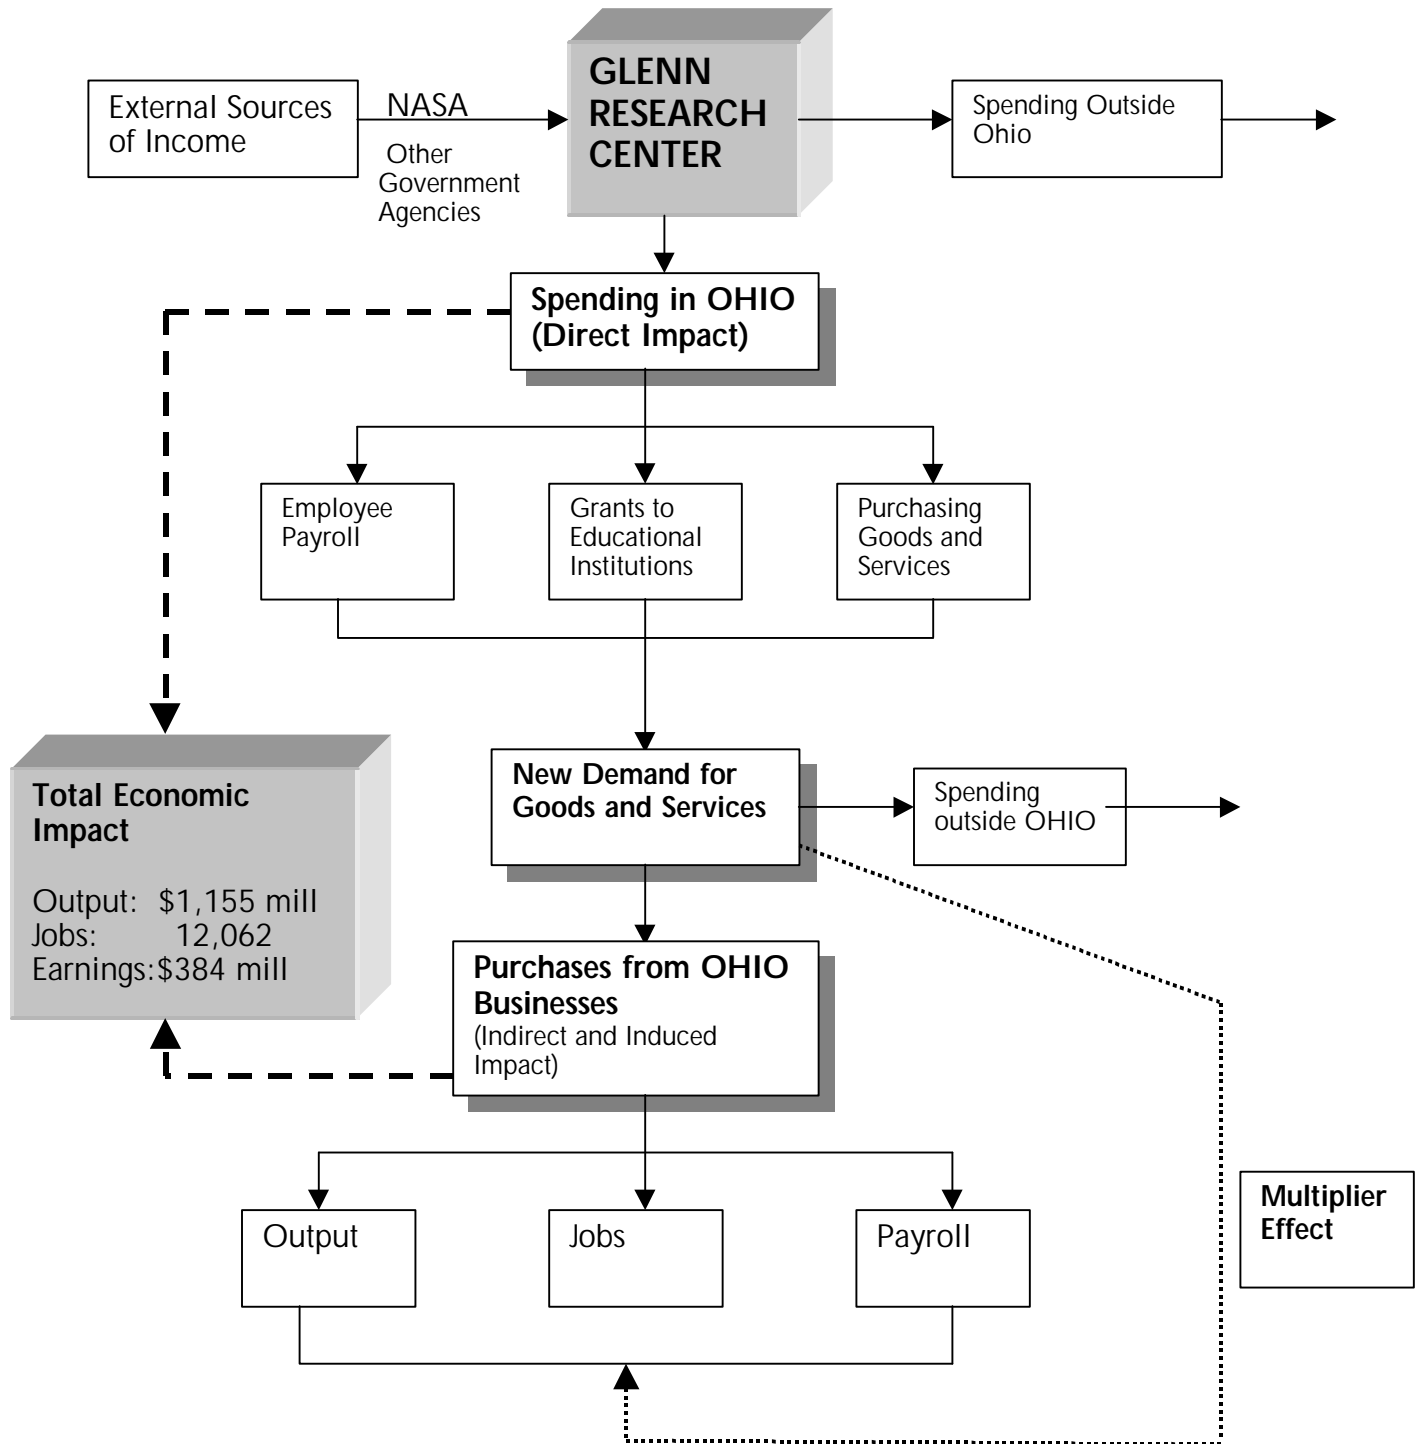 External Sources
of Income
NASA
Other
Government
Agencies
GLENN
RESEARCH
CENTER
Spending Outside
Ohio
Spending in OHIO
(Direct Impact)
Employee
Payroll
Grants to
Educational
Institutions
Purchasing
Goods and
Services
Total Economic
Impact
Output: $1,155 mill
Jobs: 12,062
Earnings:$384 mill
New Demand for
Goods and Services
Spending
outside OHIO
Purchases from OHIO
Businesses
(Indirect and Induced
Impact)
Output
Jobs
Payroll
Multiplier
Effect